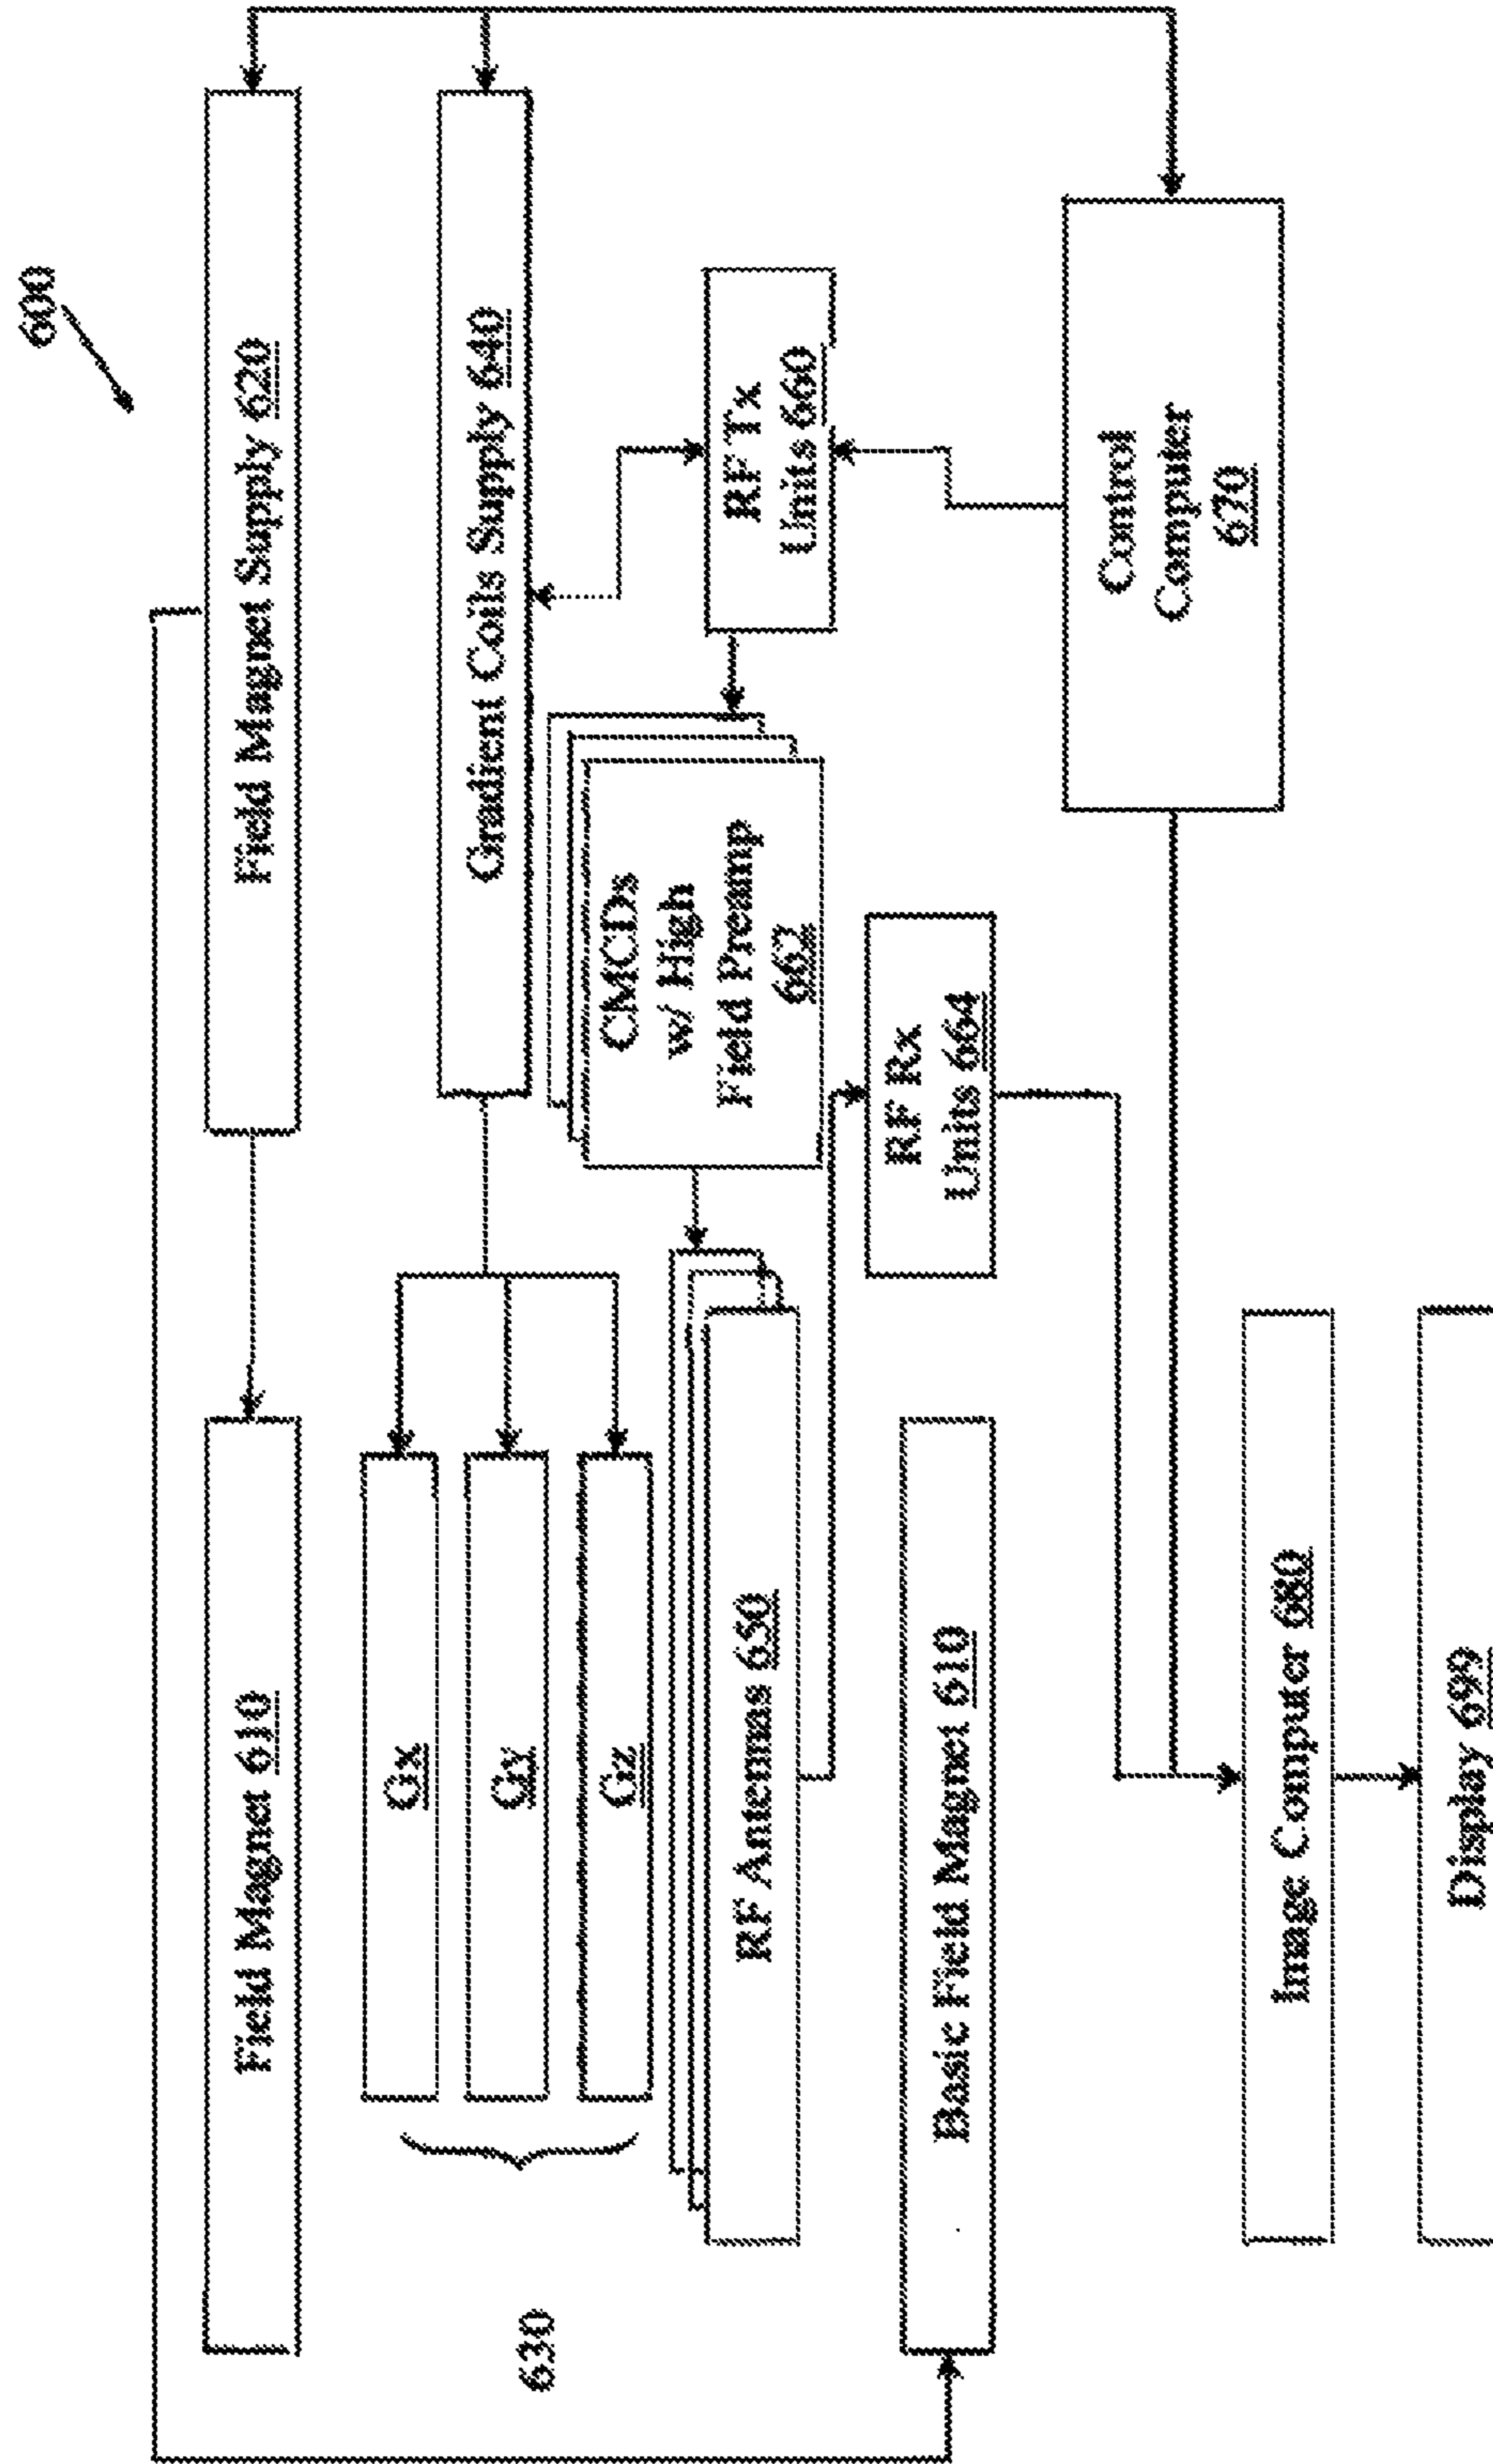 600
Field Magnet 610
Field Magnet Supply 620
Gx
Gy
Gz
630
Gradient Coils Supply 640
RF Antennas 650
CMCDs
w/ High
Field Preamp
662
RF Tx
Units 660
Basic Field Magnet 610
RF Rx
Units 664
Control
Computer
670
Image Computer 680
Display 699